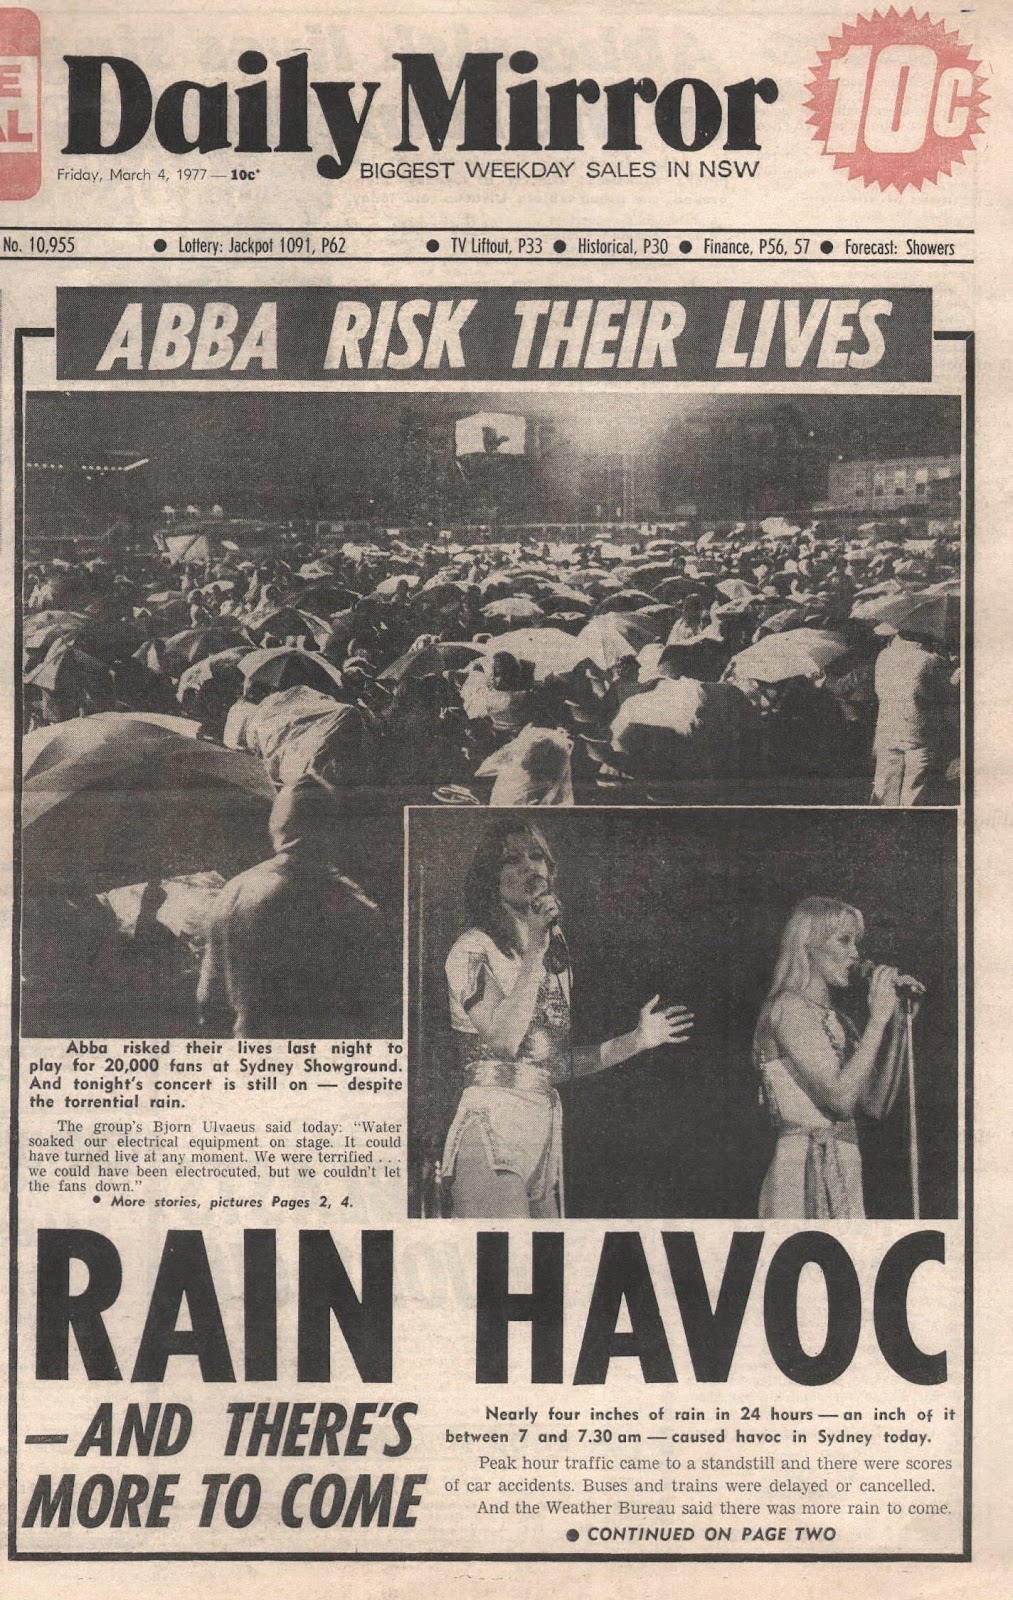 E
AL
Daily Mirror
10c
Friday, March 4, 1977 — 10c*
BIGGEST WEEKDAY SALES IN NSW
No. 10,955 ● Lottery: Jackpot 1091, P62 ● TV Liftout, P33 ● Historical, P30 ● Finance, P56, 57 ● Forecast: Showers
ABBA RISK THEIR LIVES
Abba risked their lives last night to
play for 20,000 fans at Sydney Showground.
And tonight's concert is still on — despite
the torrential rain.
The group's Bjorn Ulvaeus said today: "Water
soaked our electrical equipment on stage. It could
have turned live at any moment. We were terrified . . .
we could have been electrocuted, but we couldn't let
the fans down."
● More stories, pictures Pages 2, 4.
RAIN HAVOC
— AND THERE'S
MORE TO COME
Nearly four inches of rain in 24 hours — an inch of it
between 7 and 7.30 am — caused havoc in Sydney today.
Peak hour traffic came to a standstill and there were scores
of car accidents. Buses and trains were delayed or cancelled.
And the Weather Bureau said there was more rain to come.
● CONTINUED ON PAGE TWO